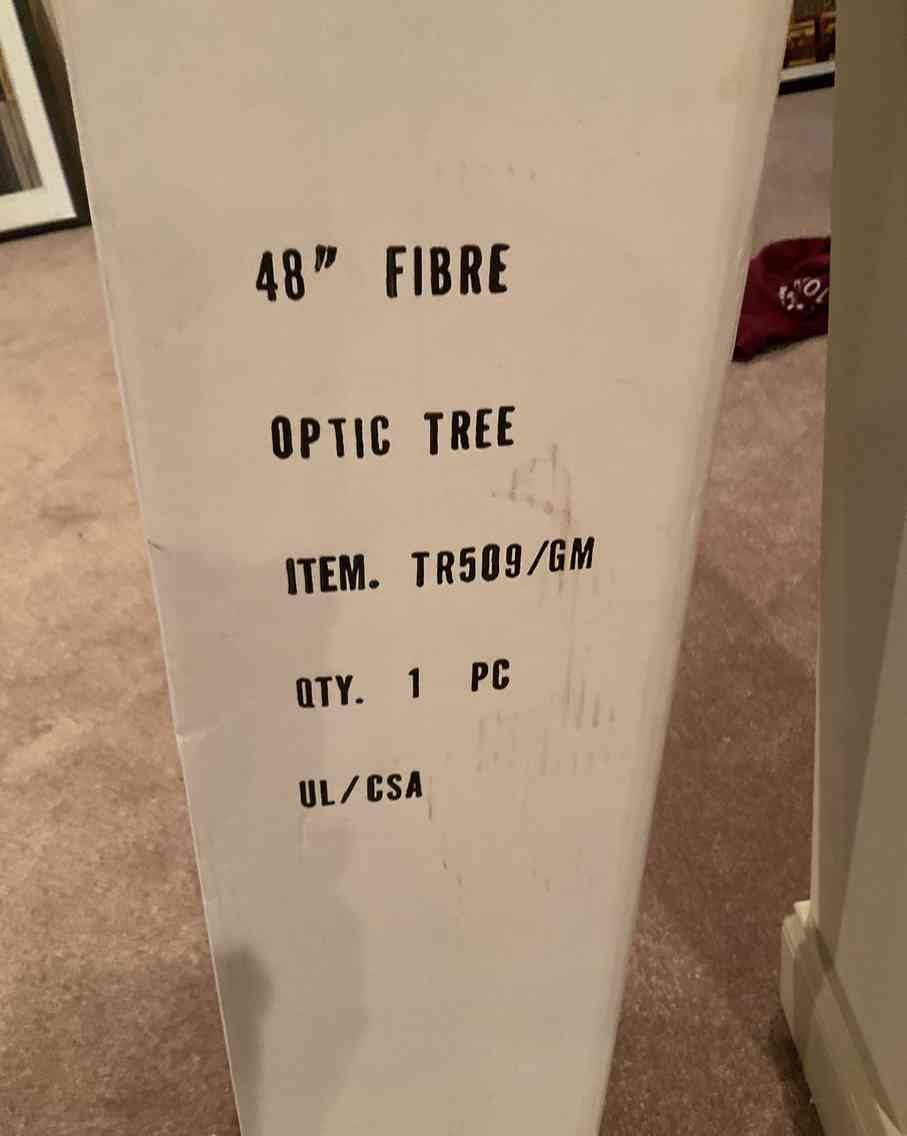 48" FIBRE
OPTIC TREE
ITEM. TR509/GM
QTY. 1 PC
UL/CSA